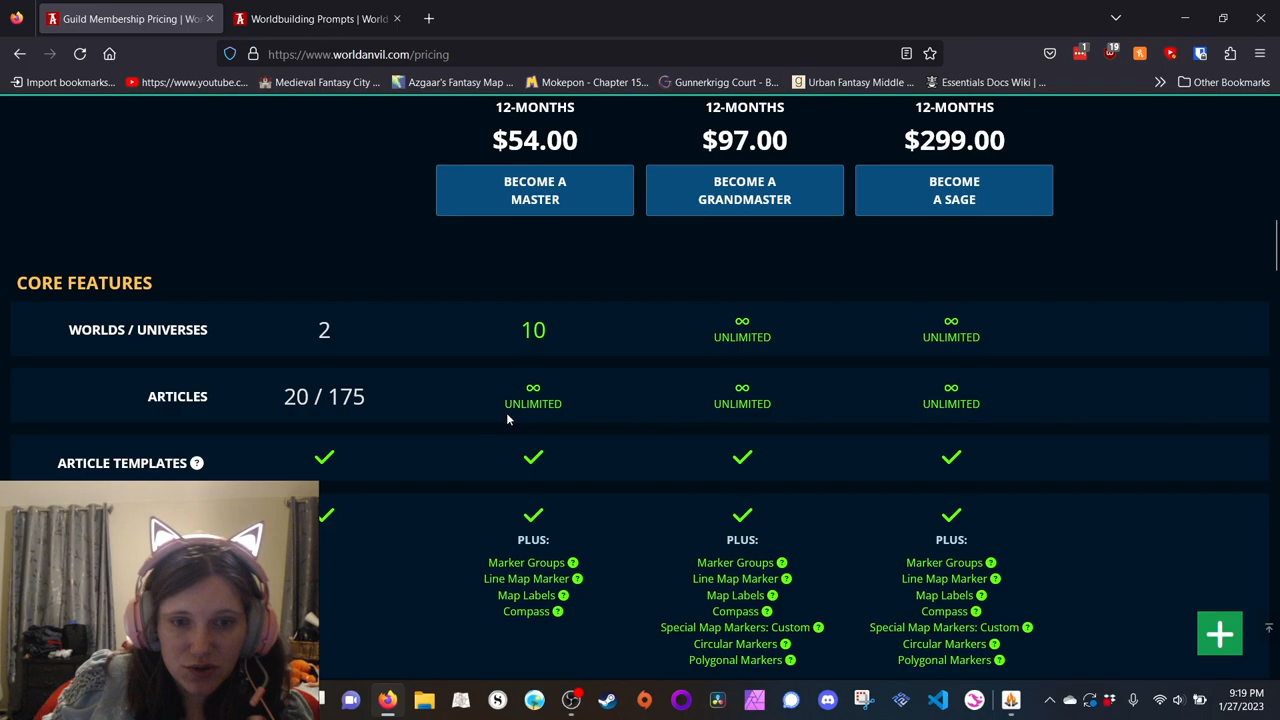 Guild Membership Pricing | Wor
Worldbuilding Prompts | World
https://www.worldanvil.com/pricing
1
19
Import bookmarks...
https://www.youtube.c...
Medieval Fantasy City ...
Azgaar's Fantasy Map ...
Mokepon - Chapter 15...
Gunnerkrigg Court - B...
Urban Fantasy Middle ...
Essentials Docs Wiki | ...
Other Bookmarks
12-MONTHS 12-MONTHS 12-MONTHS
$54.00 $97.00 $299.00
BECOME A BECOME A BECOME
MASTER GRANDMASTER A SAGE
CORE FEATURES
WORLDS / UNIVERSES 2 10 ∞ ∞
UNLIMITED UNLIMITED
ARTICLES 20 / 175 ∞ ∞ ∞
UNLIMITED UNLIMITED UNLIMITED
ARTICLE TEMPLATES ?
PLUS: PLUS: PLUS:
Marker Groups ? Marker Groups ? Marker Groups ?
Line Map Marker ? Line Map Marker ? Line Map Marker ?
Map Labels ? Map Labels ? Map Labels ?
Compass ? Compass ? Compass ?
Special Map Markers: Custom ? Special Map Markers: Custom ?
Circular Markers ? Circular Markers ?
Polygonal Markers ? Polygonal Markers ?
9:19 PM
1/27/2023